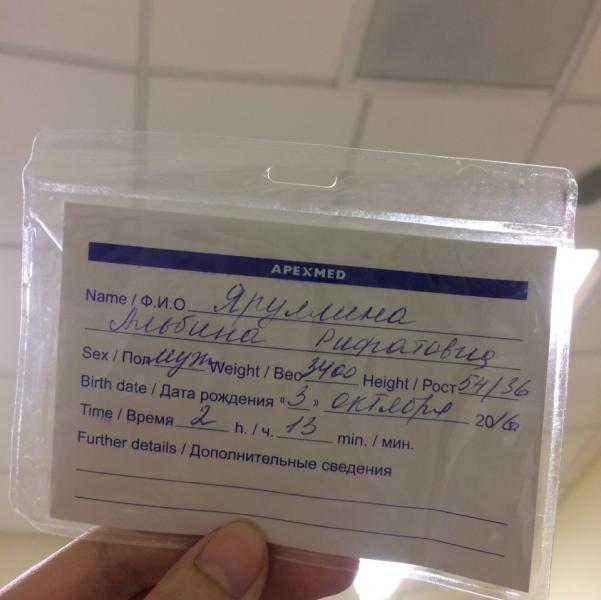 APEXMED
Name / Ф.И.О Яруллина
Альбина Рифатовна
Sex / Пол муж Weight / Вес 3400 Height / Рост 54/36
Birth date / Дата рождения «3» октября 2016
Time / Время 2 h. / ч. 13 min. / мин.
Further details / Дополнительные сведения